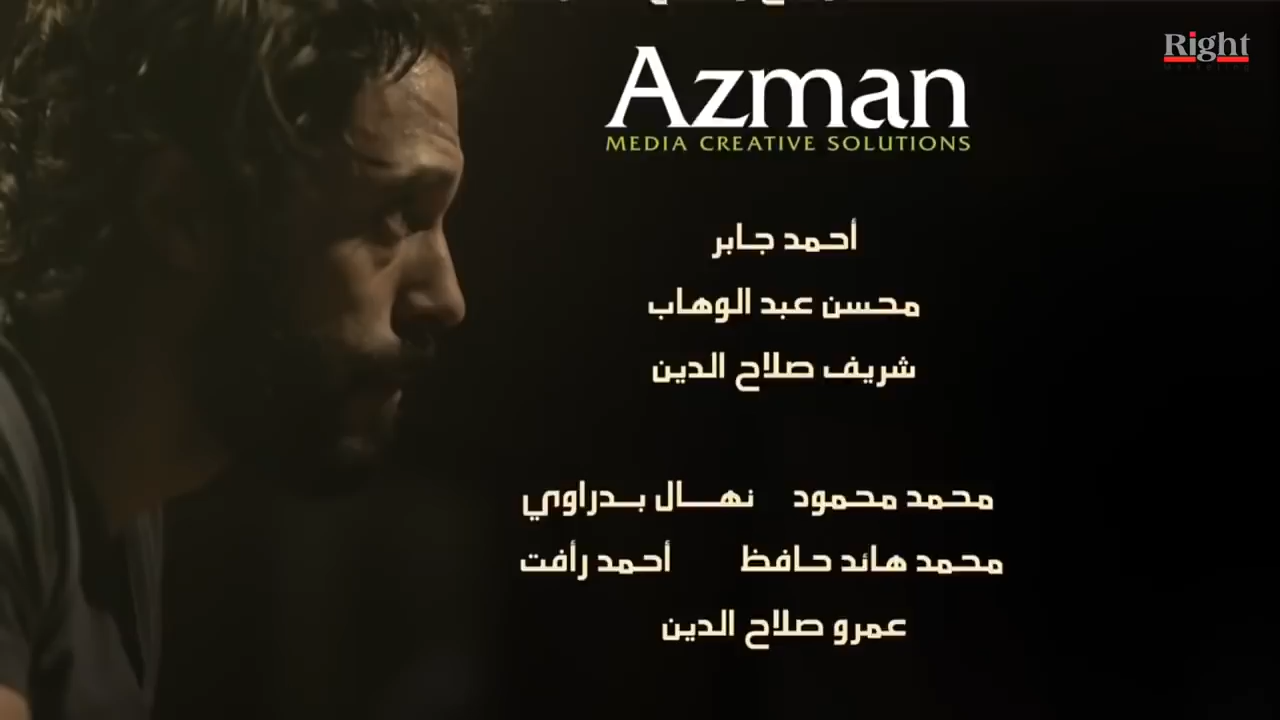 Right
Azman
MEDIA CREATIVE SOLUTIONS
أحمد جابر
محسن عبد الوهاب
شريف صلاح الدين
محمد محمود نهال بدراوي
محمد هاند حافظ أحمد رأفت
عمرو صلاح الدين